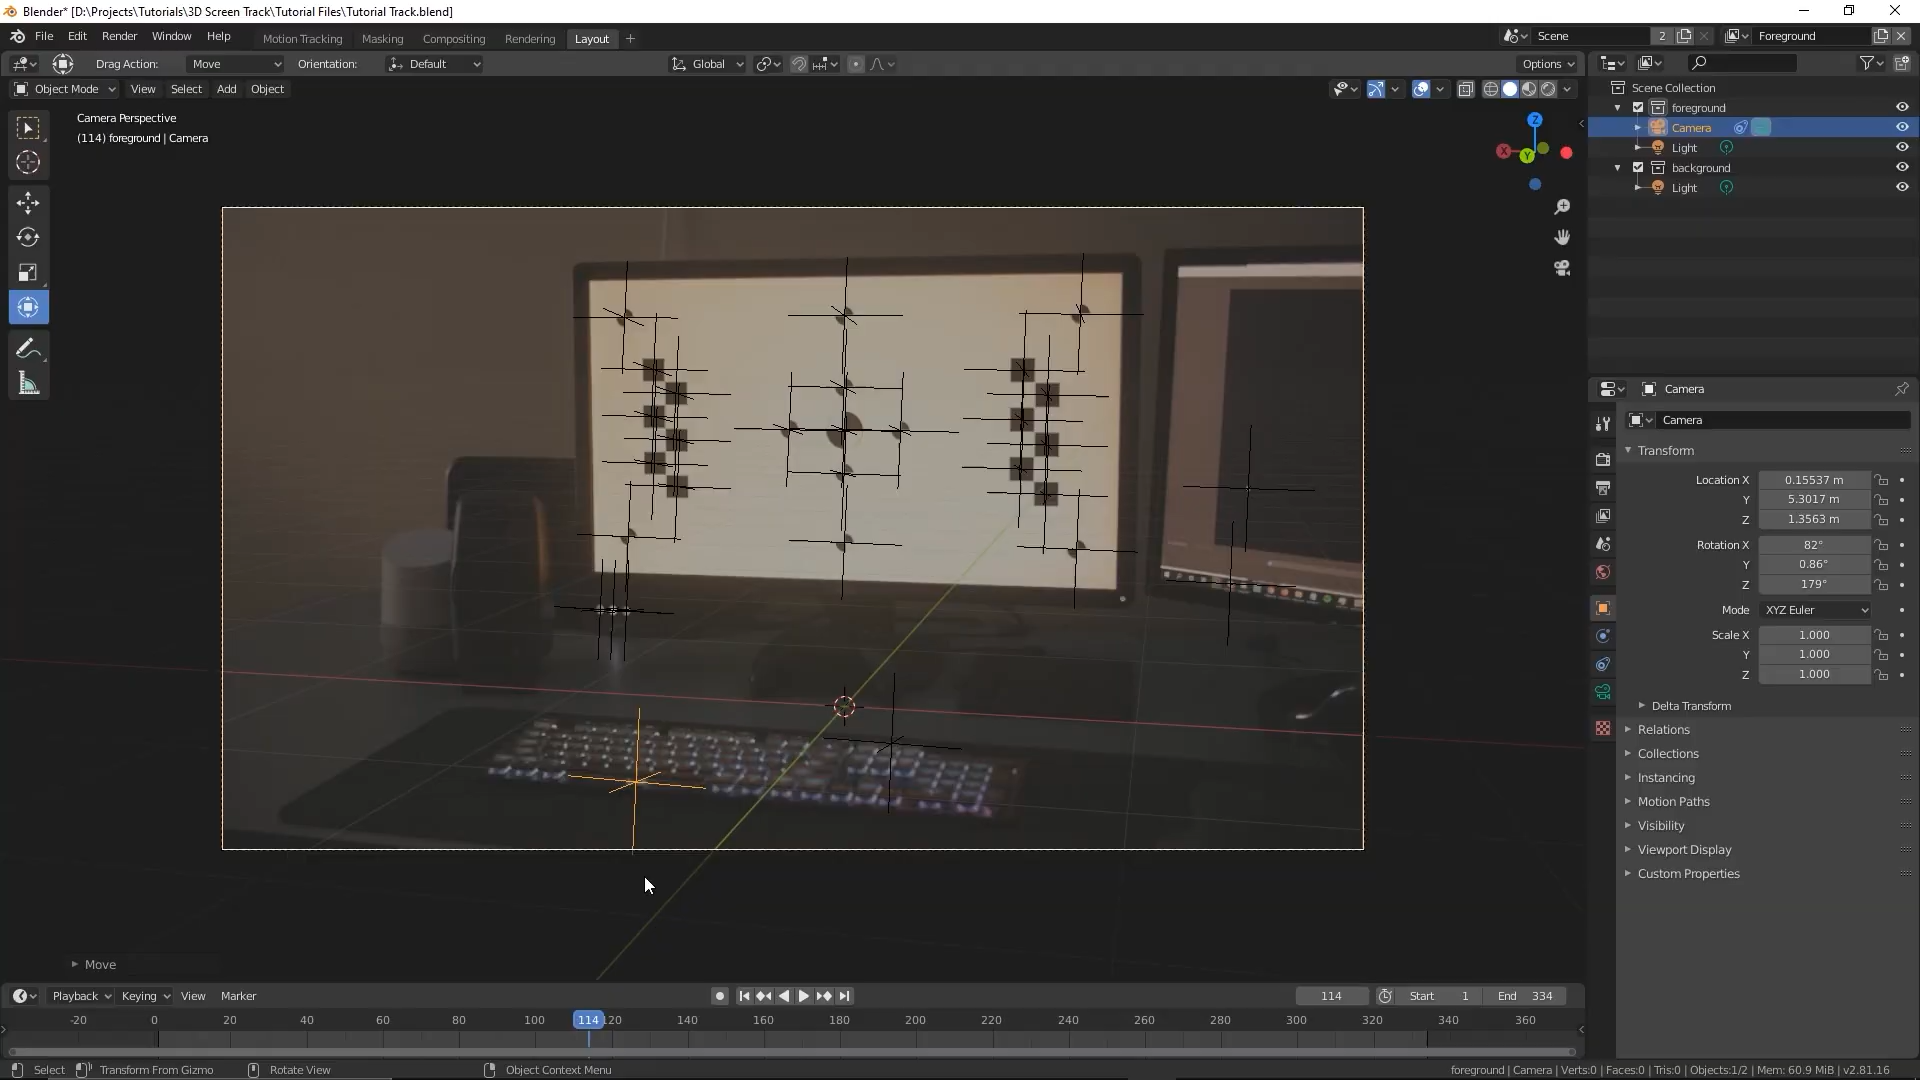 Blender* [D:\Projects\Tutorials\3D Screen Track\Tutorial Files\Tutorial Track.blend]
File Edit Render Window Help Motion Tracking Masking Compositing Rendering Layout + Scene 2 Foreground
Drag Action: Move Orientation: Default Global Options
Object Mode View Select Add Object
Camera Perspective
(114) foreground | Camera
Z
X
Y
Scene Collection
foreground
Camera
Light
background
Light
Camera
Camera
Transform
Location X 0.15537 m
Y 5.3017 m
Z 1.3563 m
Rotation X 82°
Y 0.86°
Z 179°
Mode XYZ Euler
Scale X 1.000
Y 1.000
Z 1.000
Delta Transform
Relations
Collections
Instancing
Motion Paths
Visibility
Viewport Display
Custom Properties
Move
Playback Keying View Marker 114 Start 1 End 334
-20 0 20 40 60 80 100 114 120 140 160 180 200 220 240 260 280 300 320 340 360
Select Transform From Gizmo Rotate View Object Context Menu foreground | Camera | Verts:0 | Faces:0 | Tris:0 | Objects:1/2 | Mem: 60.9 MiB | v2.81.16